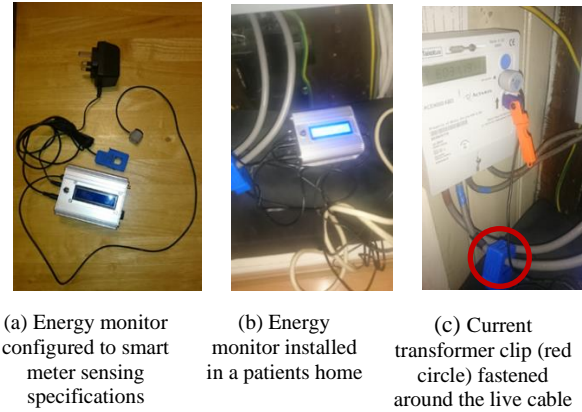 (a) Energy monitor
configured to smart
meter sensing
specifications
(b) Energy
monitor installed
in a patients home
(c) Current
transformer clip (red
circle) fastened
around the live cable